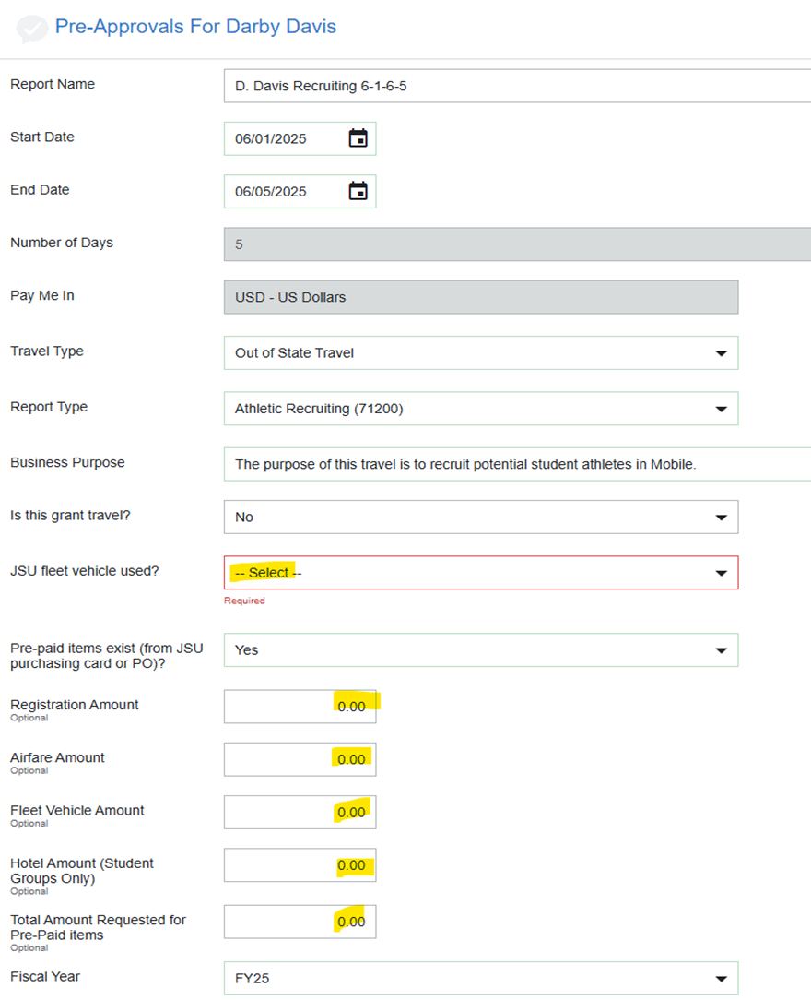 Pre-Approvals For Darby Davis
Report Name
D. Davis Recruiting 6-1-6-5
Start Date
06/01/2025
End Date
06/05/2025
Number of Days
5
Pay Me In
USD - US Dollars
Travel Type
Out of State Travel
Report Type
Athletic Recruiting (71200)
Business Purpose
The purpose of this travel is to recruit potential student athletes in Mobile.
Is this grant travel?
No
JSU fleet vehicle used?
-- Select --
Required
Pre-paid items exist (from JSU
purchasing card or PO)?
Yes
Registration Amount
Optional
0.00
Airfare Amount
Optional
0.00
Fleet Vehicle Amount
Optional
0.00
Hotel Amount (Student
Groups Only)
Optional
0.00
Total Amount Requested for
Pre-Paid items
Optional
0.00
Fiscal Year
FY25